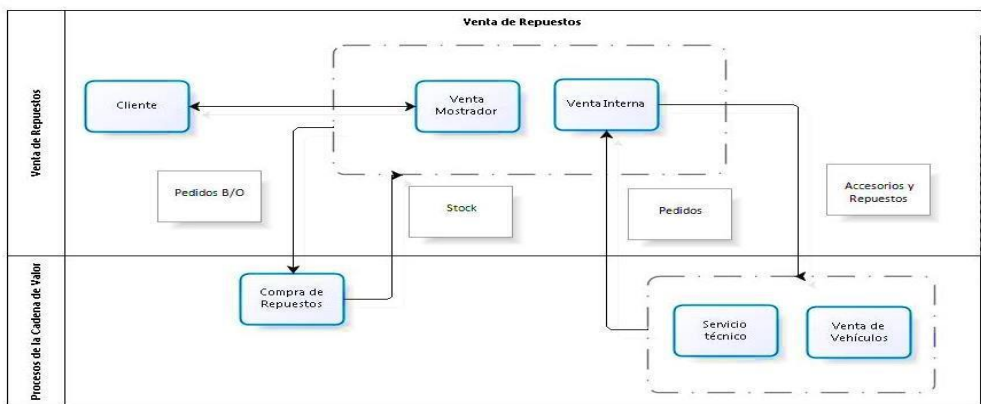 Venta de Repuestos
Venta de Repuestos
Cliente
Venta
Mostrador
Venta Interna
Pedidos B/O
Stock
Pedidos
Accesorios y
Repuestos
Procesos de la Cadena de Valor
Compra de
Repuestos
Servicio
técnico
Venta de
Vehículos